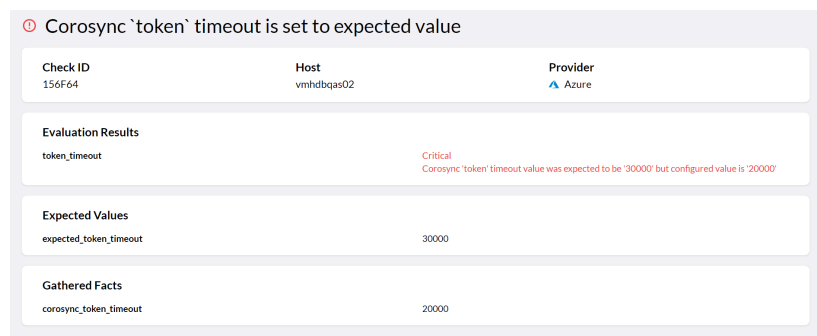 Corosync `token` timeout is set to expected value
Check ID Host Provider
156F64 vmhdbqas02 Azure
Evaluation Results
token_timeout Critical
Corosync 'token' timeout value was expected to be '30000' but configured value is '20000'
Expected Values
expected_token_timeout 30000
Gathered Facts
corosync_token_timeout 20000